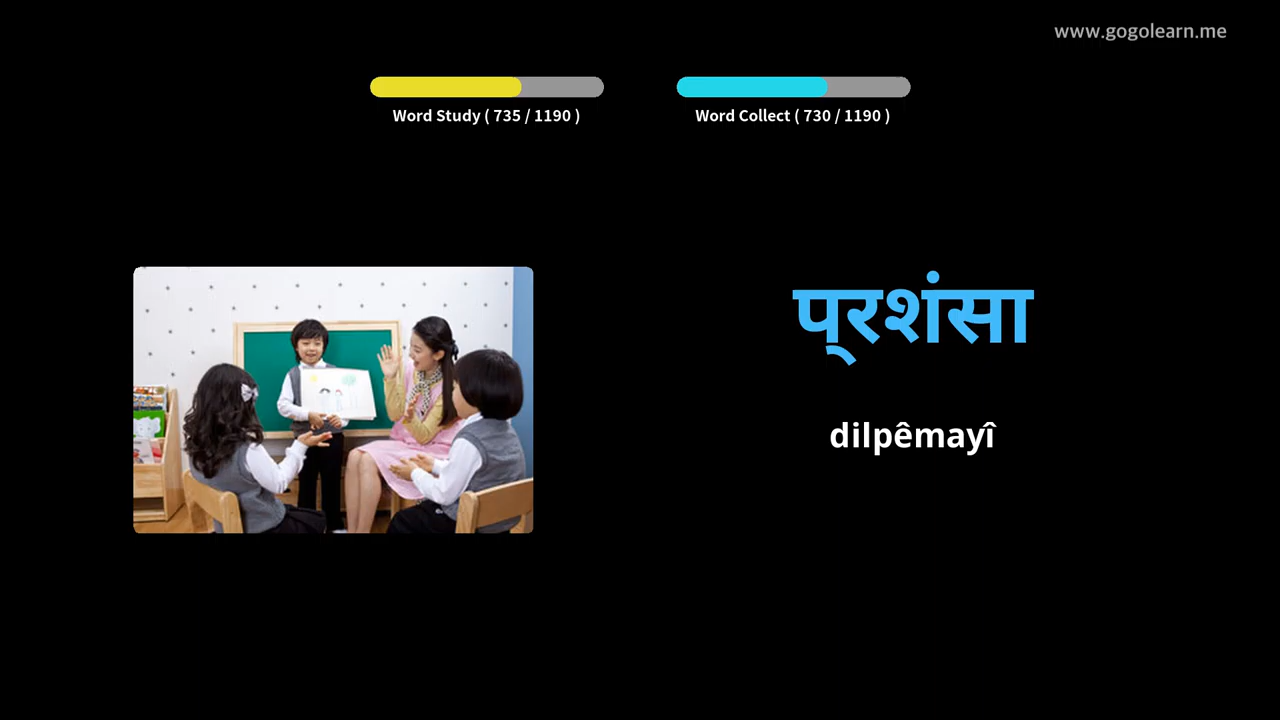 www.gogolearn.me
Word Study ( 735 / 1190 )
Word Collect ( 730 / 1190 )
प्रशंसा
dilpêmayî